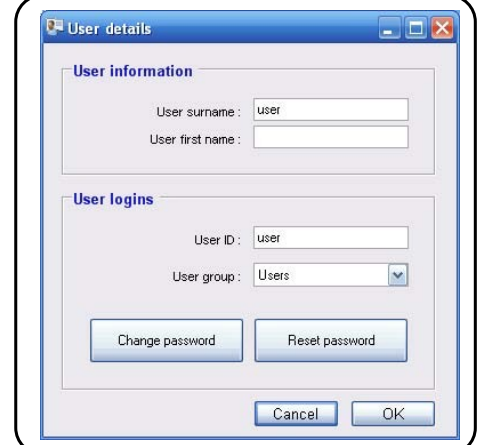 User details
User information
User surname : user
User first name :
User logins
User ID : user
User group : Users
Change password Reset password
Cancel OK